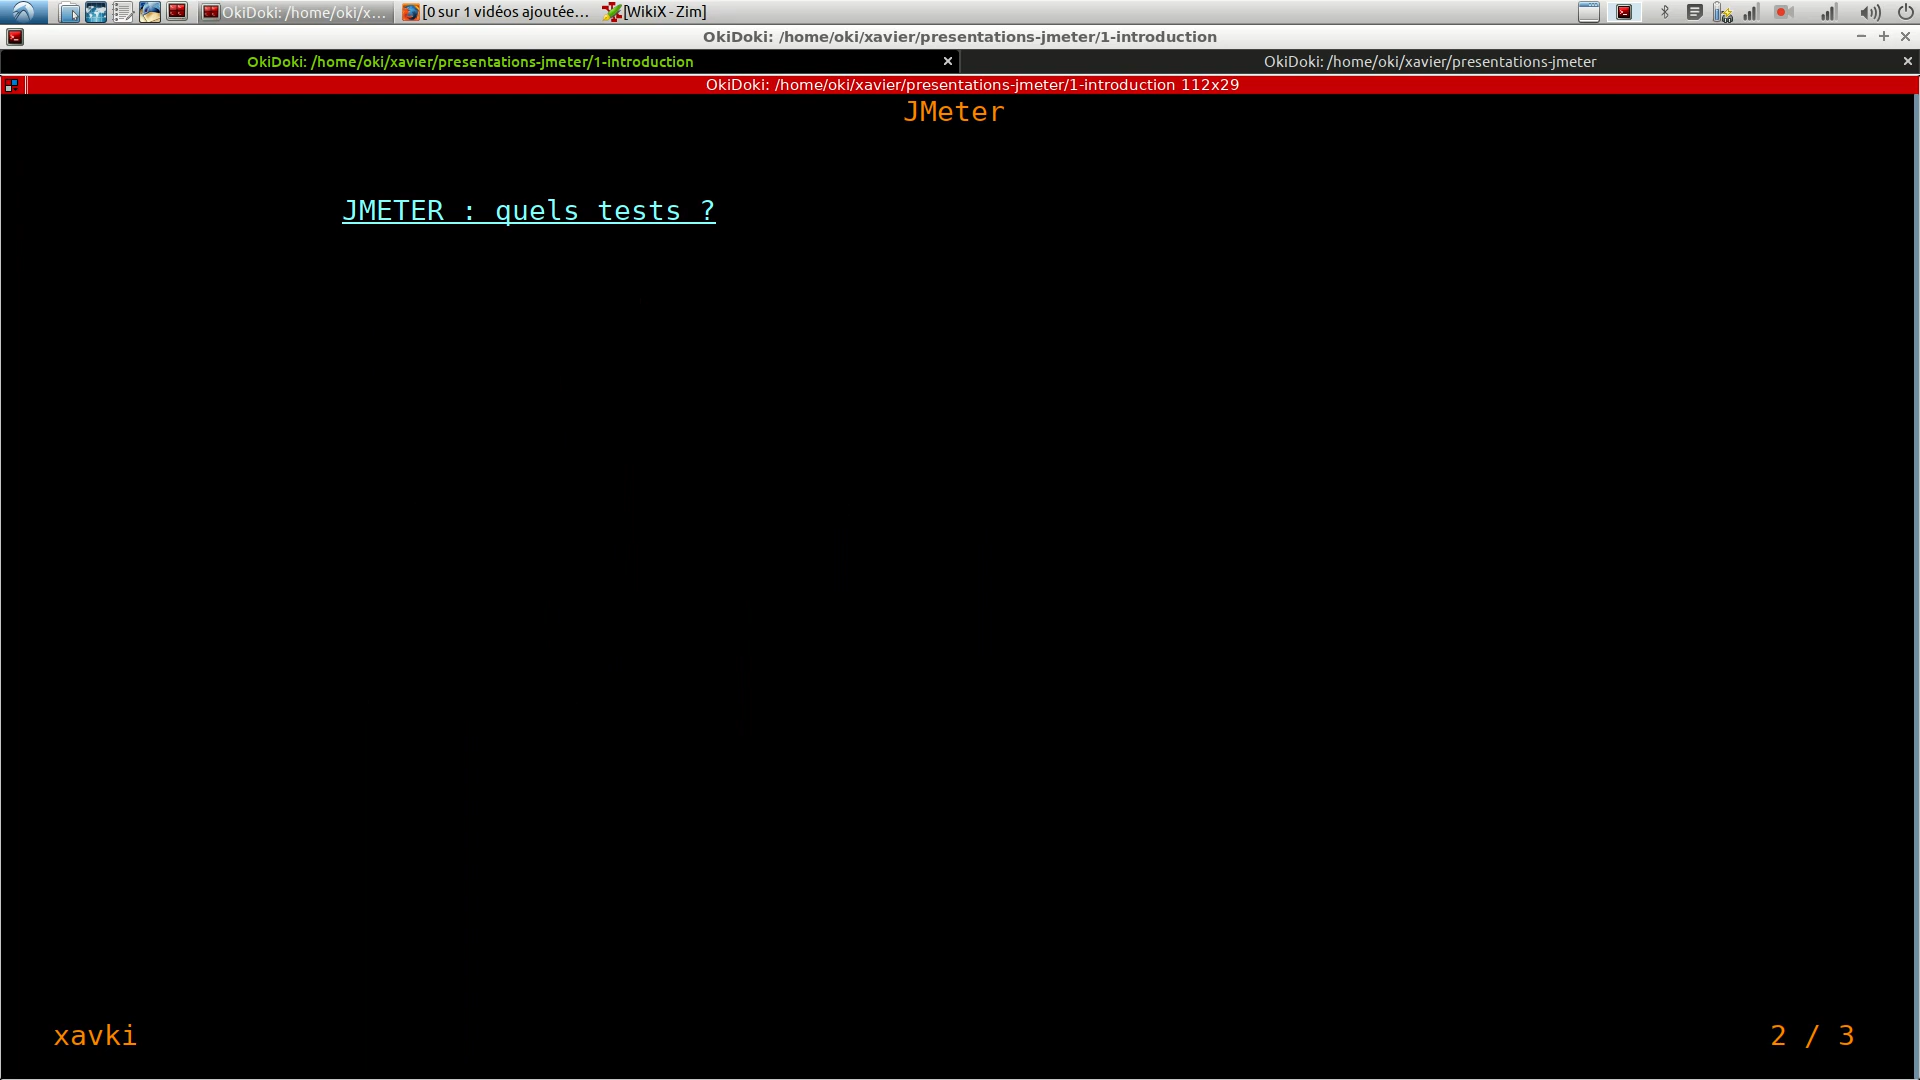 OkiDoki: /home/oki/x...
[0 sur 1 vidéos ajoutée...
[WikiX - Zim]
OkiDoki: /home/oki/xavier/presentations-jmeter/1-introduction
OkiDoki: /home/oki/xavier/presentations-jmeter/1-introduction
OkiDoki: /home/oki/xavier/presentations-jmeter
OkiDoki: /home/oki/xavier/presentations-jmeter/1-introduction 112x29
JMeter
JMETER : quels tests ?
xavki
2 / 3